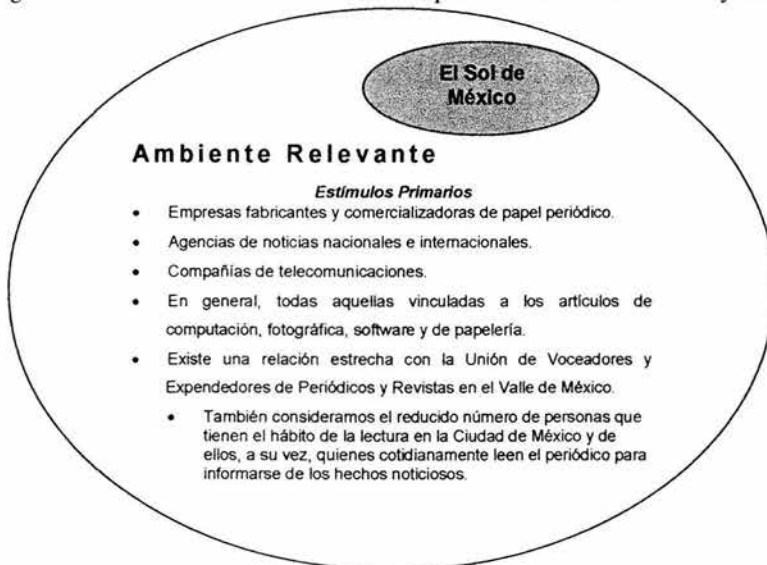 El Sol de
México
Ambiente Relevante
Estímulos Primarios
• Empresas fabricantes y comercializadoras de papel periódico.
• Agencias de noticias nacionales e internacionales.
• Compañías de telecomunicaciones.
• En general, todas aquellas vinculadas a los artículos de
computación, fotográfica, software y de papelería.
• Existe una relación estrecha con la Unión de Voceadores y
Expendedores de Periódicos y Revistas en el Valle de México.
• También consideramos el reducido número de personas que
tienen el hábito de la lectura en la Ciudad de México y de
ellos, a su vez, quienes cotidianamente leen el periódico para
informarse de los hechos noticiosos.